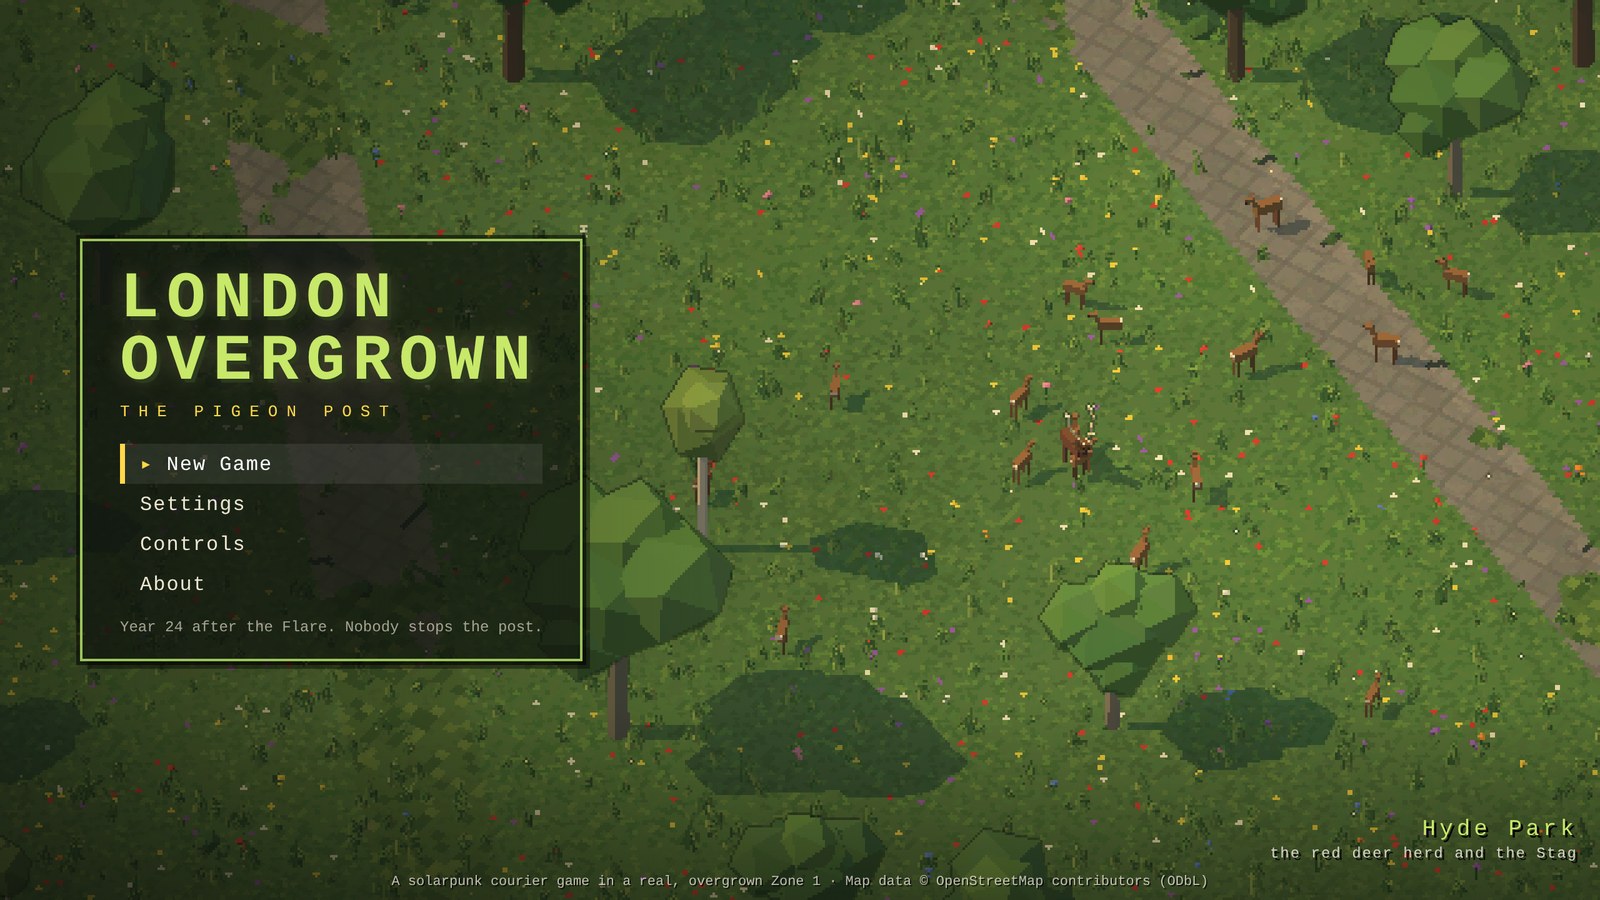 LONDON
OVERGROWN
THE PIGEON POST
▸ New Game
Settings
Controls
About
Year 24 after the Flare. Nobody stops the post.
Hyde Park
the red deer herd and the Stag
A solarpunk courier game in a real, overgrown Zone 1 · Map data © OpenStreetMap contributors (ODbL)